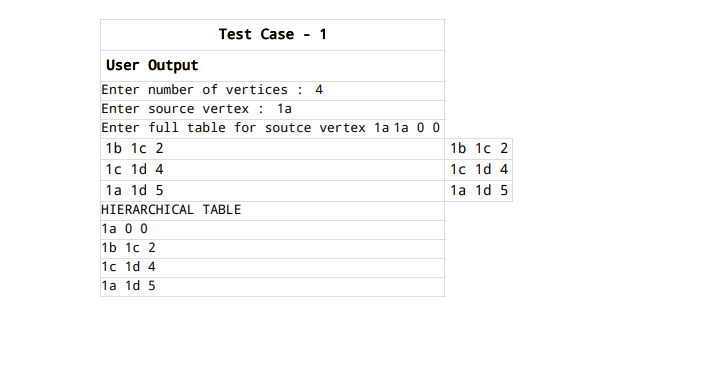 Test Case - 1
User Output
Enter number of vertices : 4
Enter source vertex : 1a
Enter full table for soutce vertex 1a 1a 0 0
1b 1c 2 1b 1c 2
1c 1d 4 1c 1d 4
1a 1d 5 1a 1d 5
HIERARCHICAL TABLE
1a 0 0
1b 1c 2
1c 1d 4
1a 1d 5